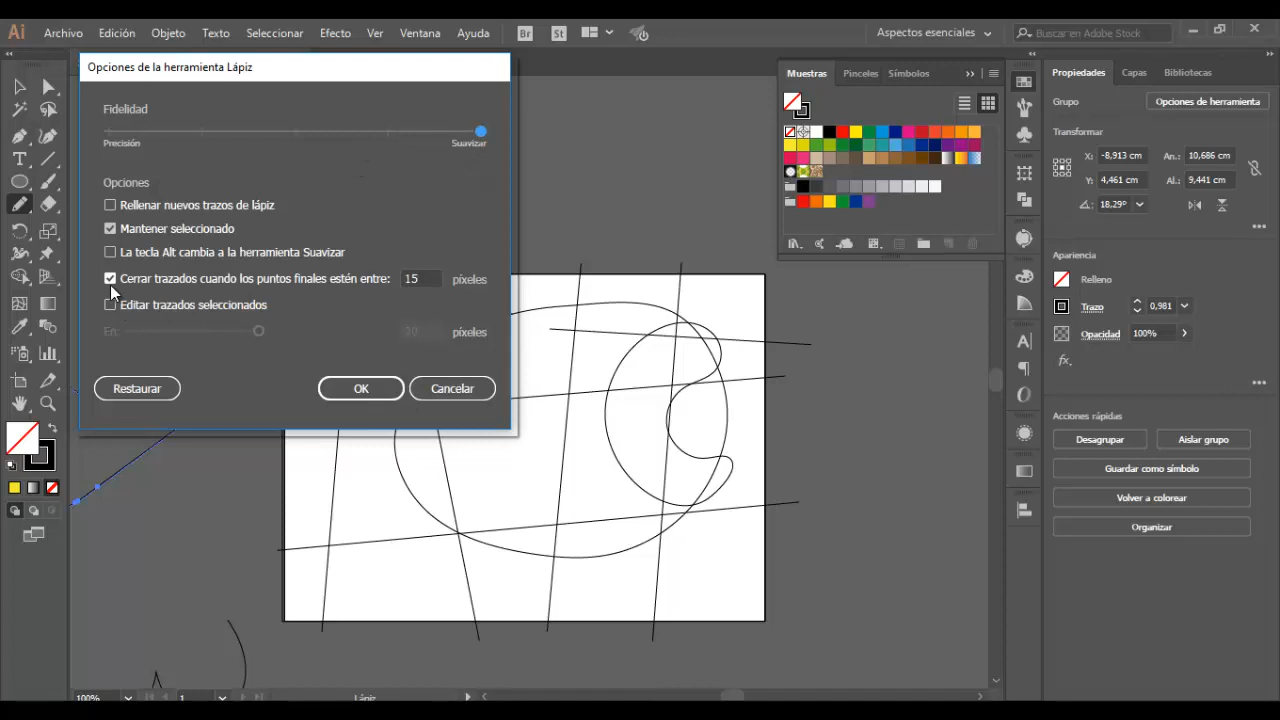 Ai Archivo Edición Objeto Texto Seleccionar Efecto Ver Ventana Ayuda Br St Aspectos esenciales Buscar en Adobe Stock
Opciones de la herramienta Lápiz
Fidelidad
Precisión Suavizar
Opciones
Rellenar nuevos trazos de lápiz
Mantener seleccionado
La tecla Alt cambia a la herramienta Suavizar
Cerrar trazados cuando los puntos finales estén entre: 15 píxeles
Editar trazados seleccionados
En: 20 píxeles
Restaurar OK Cancelar
Muestras Pinceles Símbolos
Propiedades Capas Bibliotecas
Grupo Opciones de herramienta
Transformar
X: -8,913 cm An.: 10,686 cm
Y: 4,461 cm Al.: 9,441 cm
18.29°
Apariencia
Relleno
Trazo 0,981
Opacidad 100%
fx.
Acciones rápidas
Desagrupar Aislar grupo
Guardar como símbolo
Volver a colorear
Organizar
100% 1 Lápiz